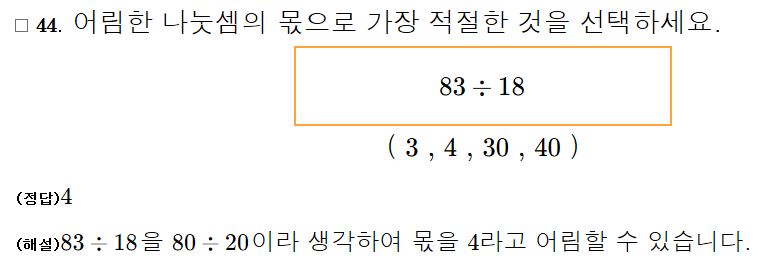 □ 44. 어림한 나눗셈의 몫으로 가장 적절한 것을 선택하세요.
83 ÷ 18
( 3 , 4 , 30 , 40 )
(정답)4
(해설)83 ÷ 18을 80 ÷ 20이라 생각하여 몫을 4라고 어림할 수 있습니다.